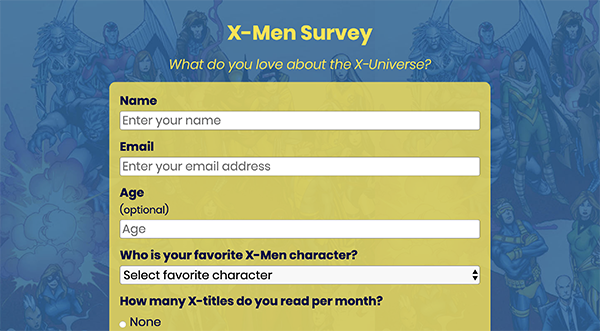 X-Men Survey
What do you love about the X-Universe?
Name
Enter your name
Email
Enter your email address
Age
(optional)
Age
Who is your favorite X-Men character?
Select favorite character
How many X-titles do you read per month?
None